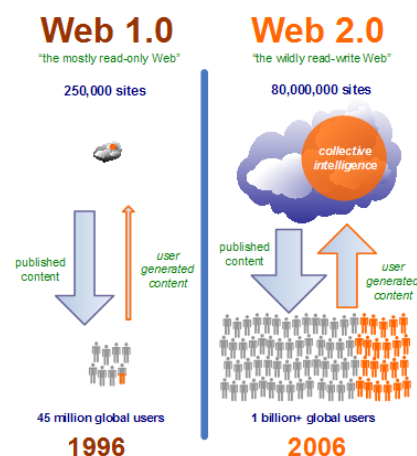 Web 1.0
"the mostly read-only Web"
250,000 sites
published
content
user
generated
content
45 million global users
1996
Web 2.0
"the wildly read-write Web"
80,000,000 sites
collective
intelligence
published
content
user
generated
content
1 billion+ global users
2006